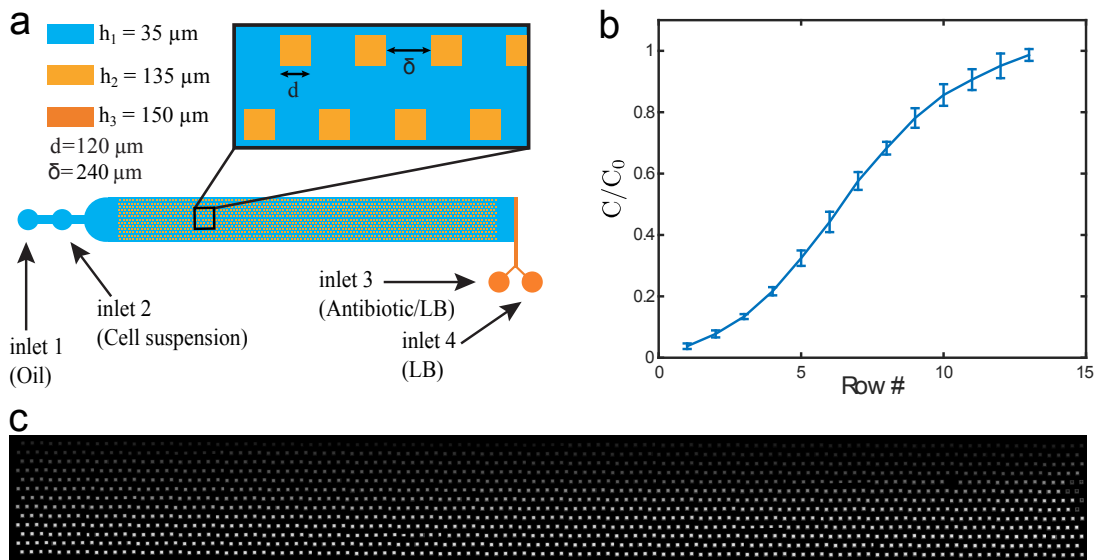 a
h₁ = 35 µm
h₂ = 135 µm
h₃ = 150 µm
d=120 µm
δ=240 µm
d
δ
inlet 1
(Oil)
inlet 2
(Cell suspension)
inlet 3
(Antibiotic/LB)
inlet 4
(LB)
b
C/C₀
1
0.8
0.6
0.4
0.2
0
0
5
10
15
Row #
c